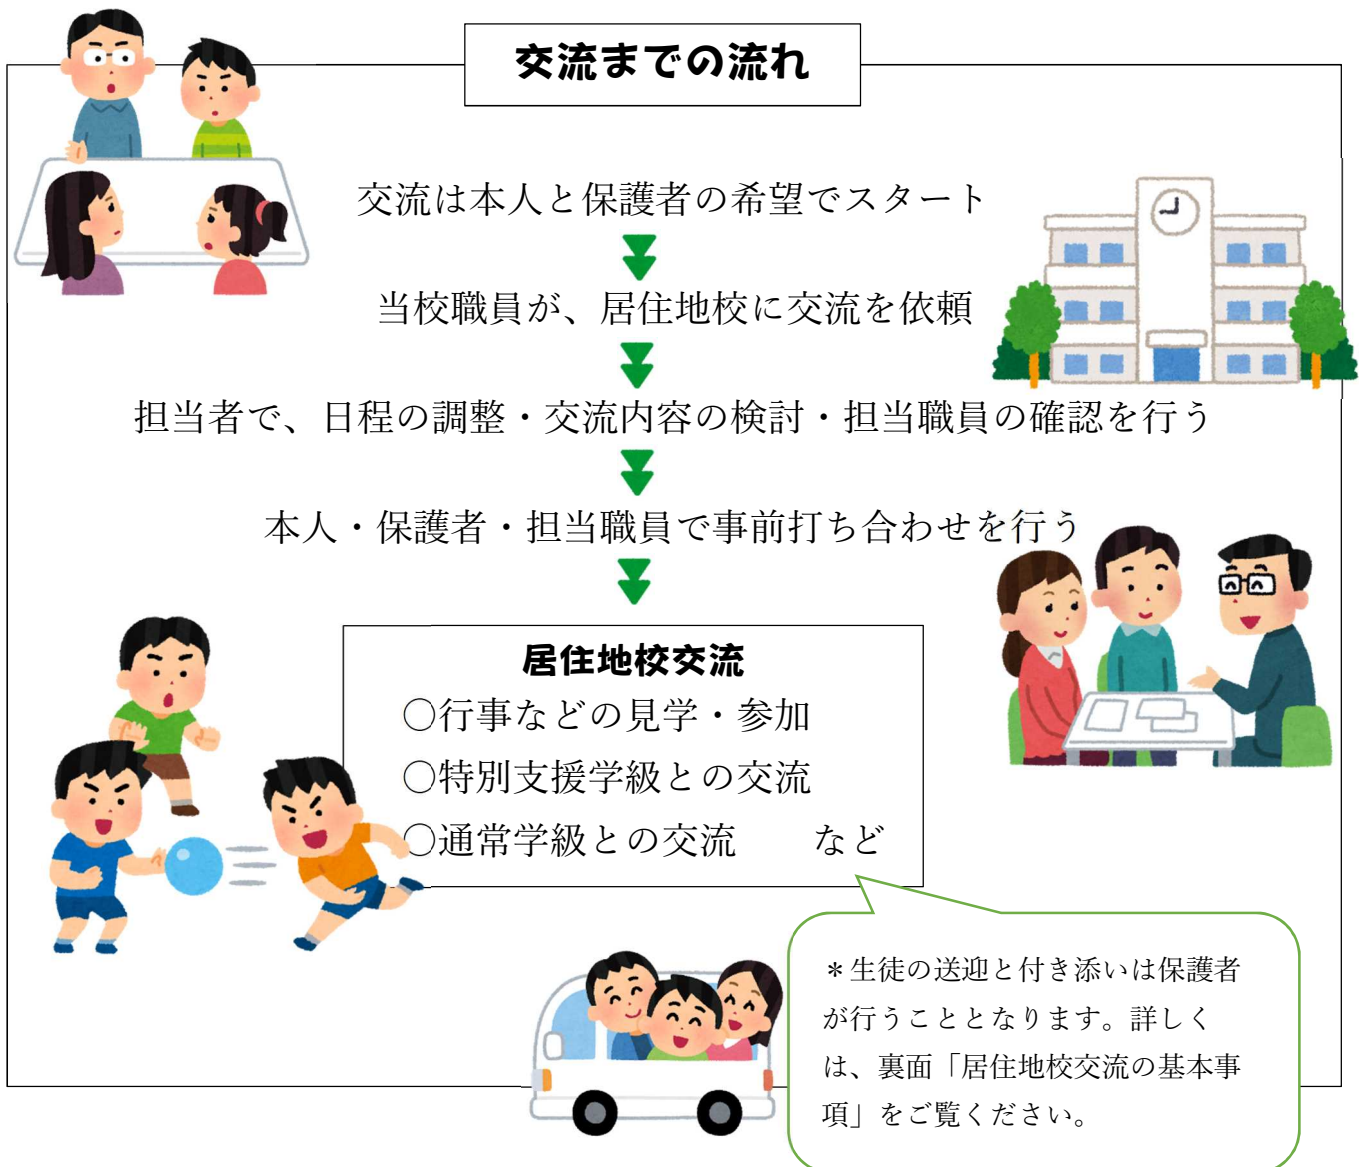 交流までの流れ
交流は本人と保護者の希望でスタート
当校職員が、居住地校に交流を依頼
担当者で、日程の調整・交流内容の検討・担当職員の確認を行う
本人・保護者・担当職員で事前打ち合わせを行う
居住地校交流
○行事などの見学・参加
○特別支援学級との交流
○通常学級との交流　　など
＊生徒の送迎と付き添いは保護者
が行うこととなります。詳しく
は、裏面「居住地校交流の基本事
項」をご覧ください。